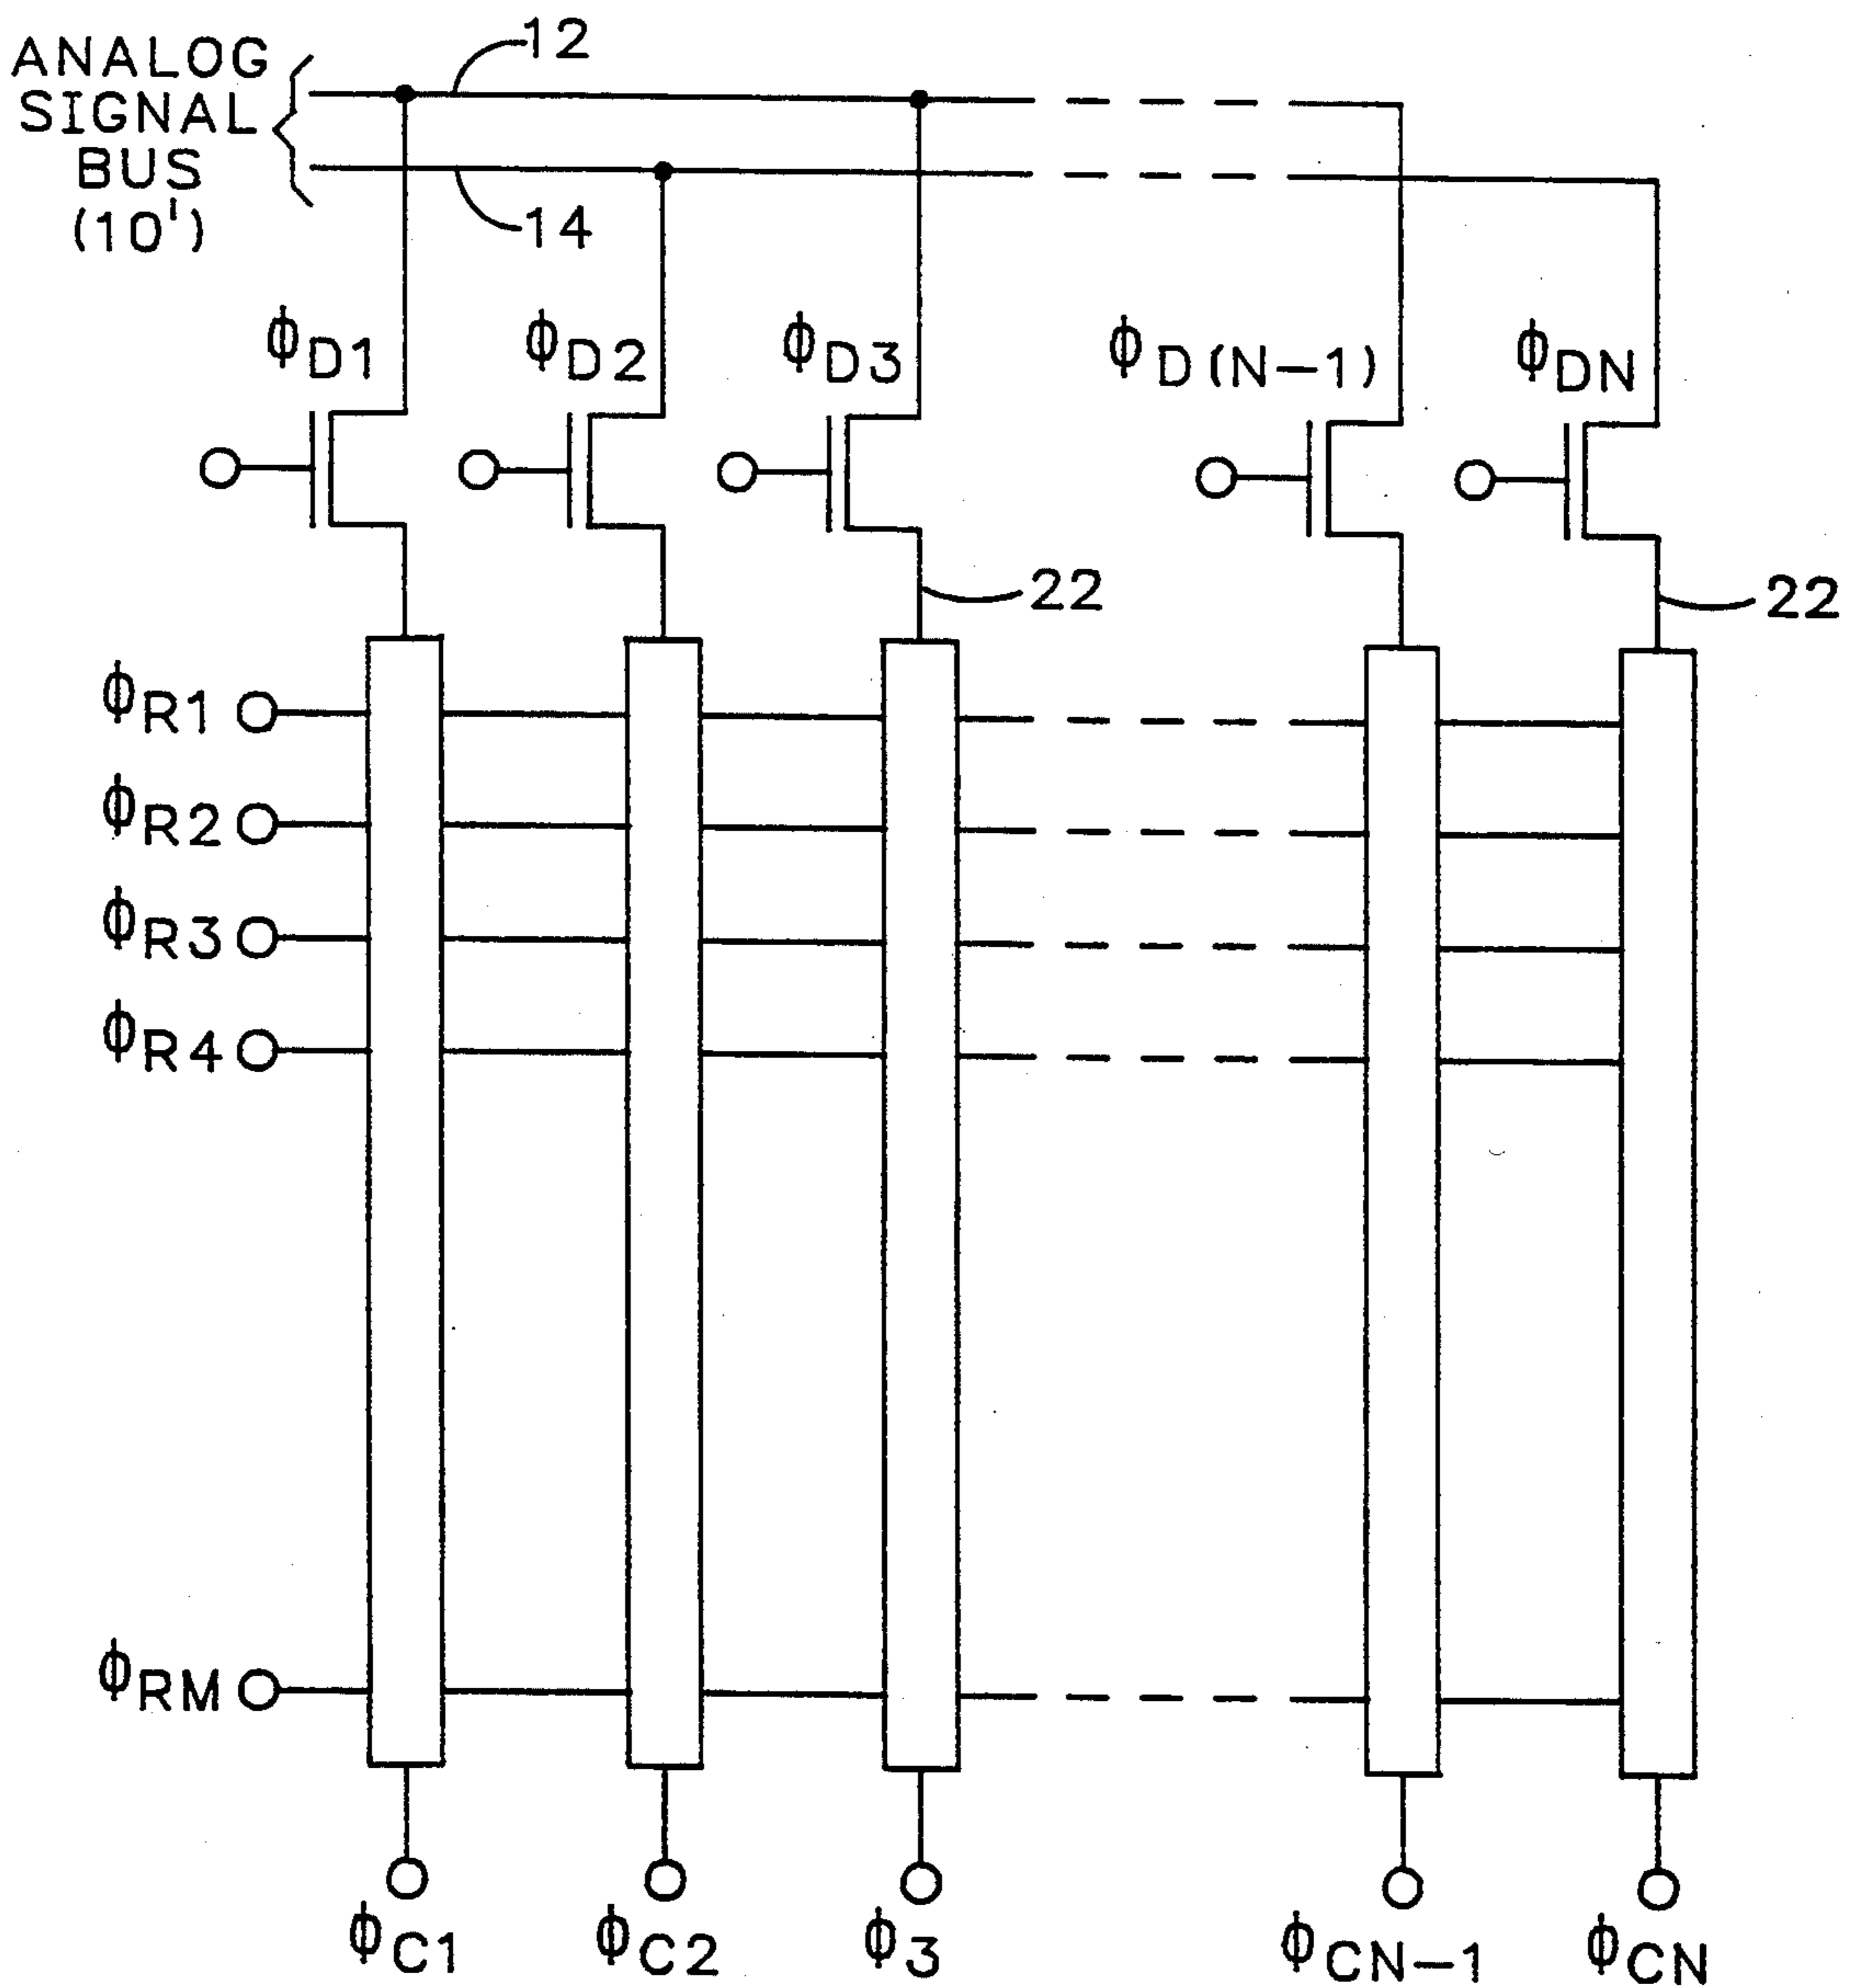 ANALOG
SIGNAL
BUS
(10')
12
14
ϕD1
ϕD2
ϕD3
ϕD(N-1)
ϕDN
22
22
ϕR1
ϕR2
ϕR3
ϕR4
ϕRM
ϕC1
ϕC2
ϕ3
ϕCN-1
ϕCN